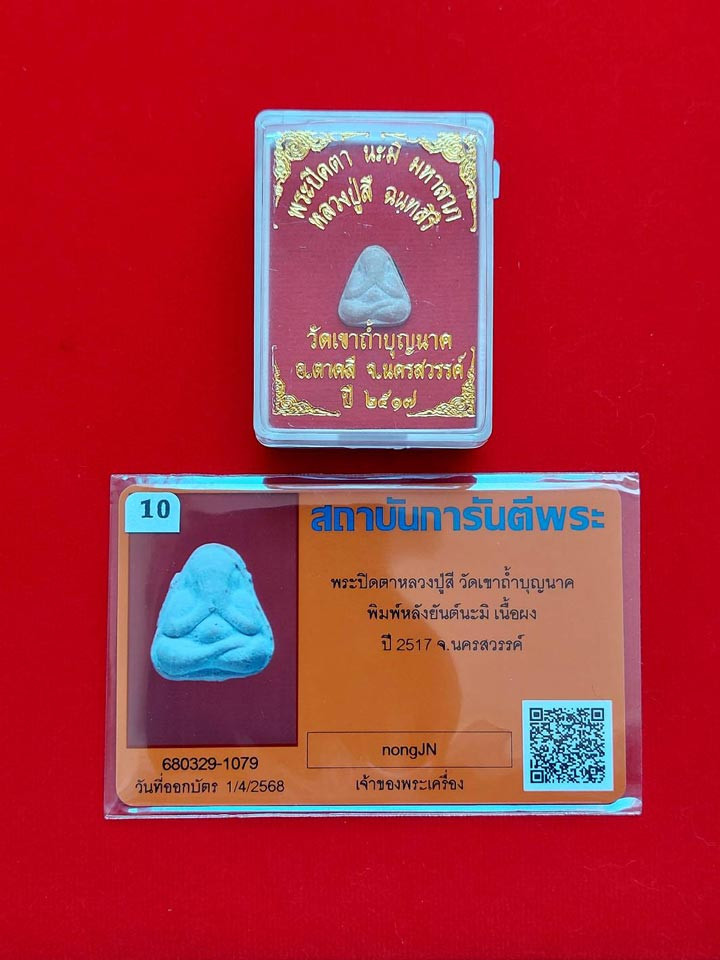 พระปิดตา นะมิ มหาลาภ
หลวงปู่สี ฉนฺทสิริ
วัดเขาถ้ำบุญนาค
อ.ตาคลี จ.นครสวรรค์
ปี ๒๕๑๗
10
สถาบันการันตีพระ
พระปิดตาหลวงปู่สี วัดเขาถ้ำบุญนาค
พิมพ์หลังยันต์นะมิ เนื้อผง
ปี 2517 จ.นครสวรรค์
680329-1079
nongJN
วันที่ออกบัตร 1/4/2568
เจ้าของพระเครื่อง